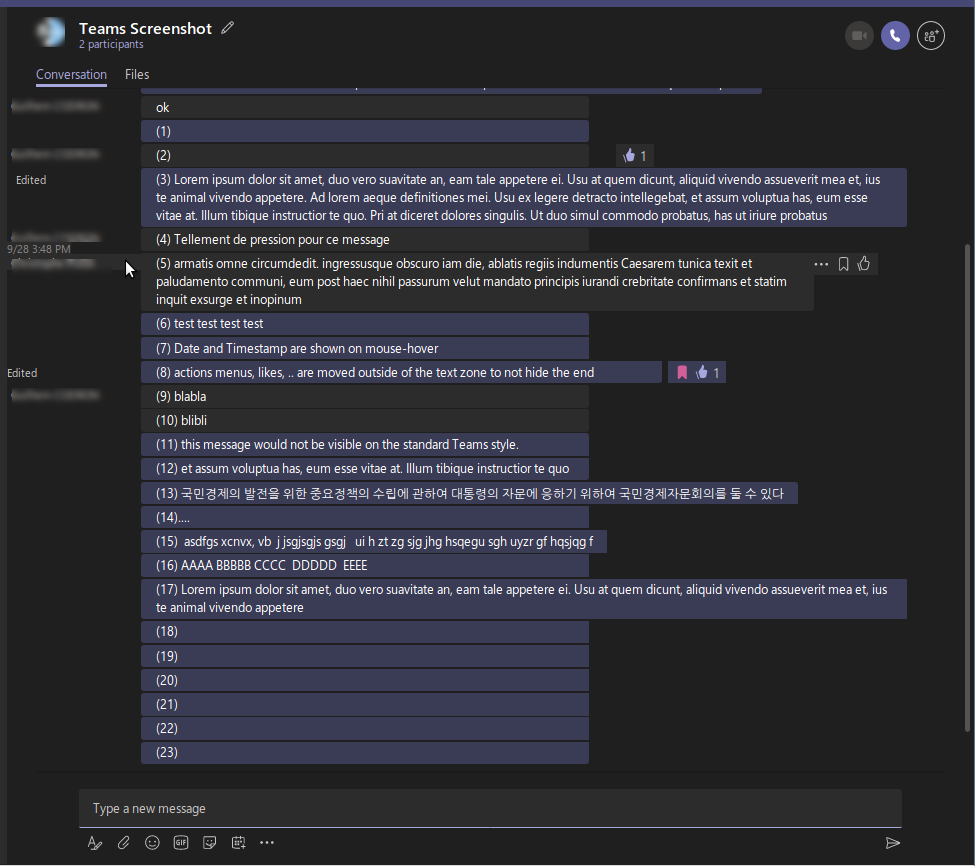 Teams Screenshot
2 participants
Conversation Files
ok
(1)
(2)
1
Edited
(3) Lorem ipsum dolor sit amet, duo vero suavitate an, eam tale appetere ei. Usu at quem dicunt, aliquid vivendo assueverit mea et, ius
te animal vivendo appetere. Ad lorem aeque definitiones mei. Usu ex legere detracto intellegebat, et assum voluptua has, eum esse
vitae at. Illum tibique instructior te quo. Pri at diceret dolores singulis. Ut duo simul commodo probatus, has ut iriure probatus
(4) Tellement de pression pour ce message
9/28 3:48 PM
(5) armatis omne circumdedit. ingressusque obscuro iam die, ablatis regiis indumentis Caesarem tunica texit et
paludamento communi, eum post haec nihil passurum velut mandato principis iurandi crebritate confirmans et statim
inquit exsurge et inopinum
(6) test test test test
(7) Date and Timestamp are shown on mouse-hover
Edited
(8) actions menus, likes, .. are moved outside of the text zone to not hide the end
1
(9) blabla
(10) blibli
(11) this message would not be visible on the standard Teams style.
(12) et assum voluptua has, eum esse vitae at. Illum tibique instructior te quo
(13) 국민경제의 발전을 위한 중요정책의 수립에 관하여 대통령의 자문에 응하기 위하여 국민경제자문회의를 둘 수 있다
(14)....
(15)  asdfgs xcnvx, vb  j jsgjsgjs gsgj   ui h zt zg sjg jhg hsqegu sgh uyzr gf hqsjqg f
(16) AAAA BBBBB CCCC  DDDDD  EEEE
(17) Lorem ipsum dolor sit amet, duo vero suavitate an, eam tale appetere ei. Usu at quem dicunt, aliquid vivendo assueverit mea et, ius
te animal vivendo appetere
(18)
(19)
(20)
(21)
(22)
(23)
Type a new message
GIF